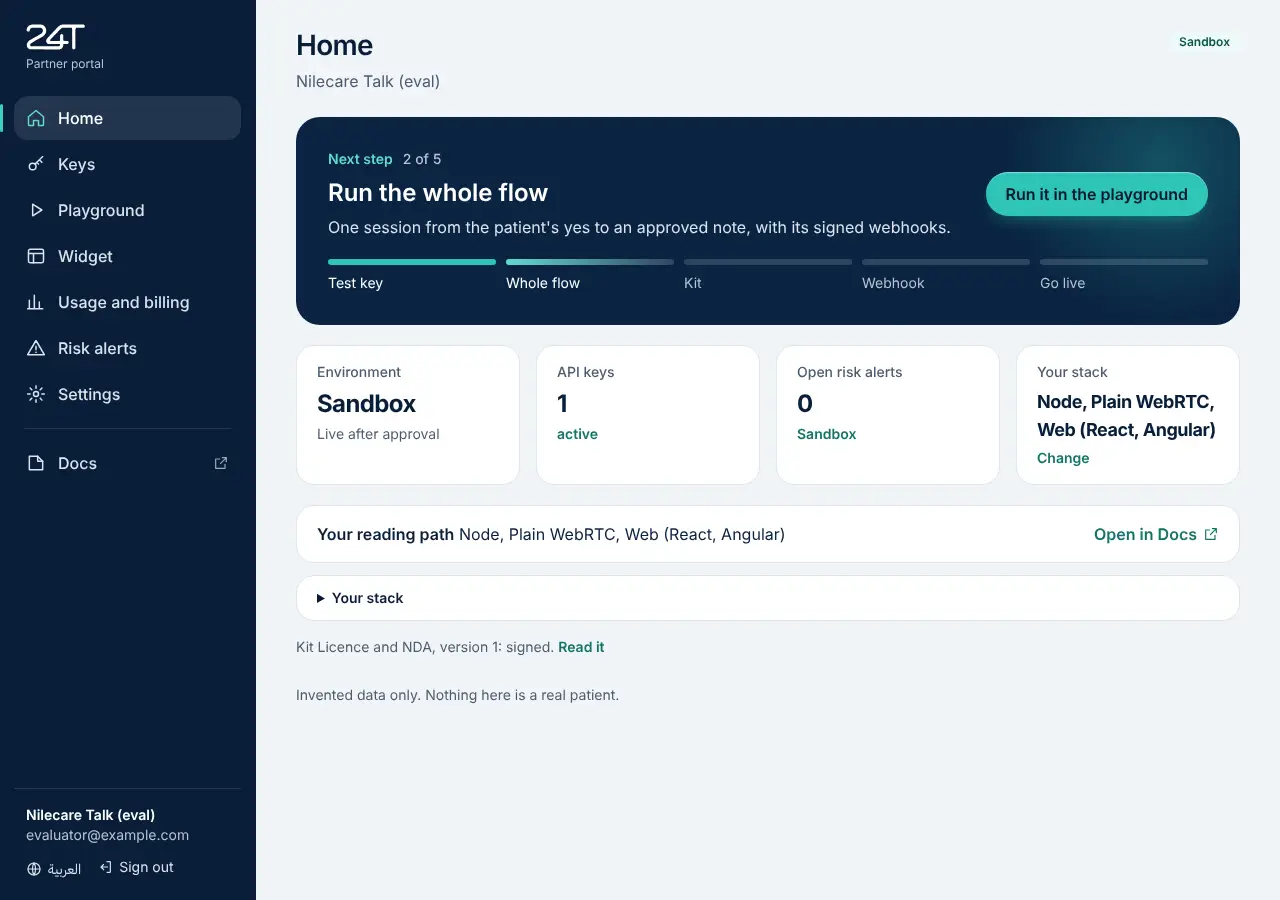 24T
Partner portal
Home
Keys
Playground
Widget
Usage and billing
Risk alerts
Settings
Docs
Nilecare Talk (eval)
evaluator@example.com
العربية
Sign out
Home
Sandbox
Nilecare Talk (eval)
Next step 2 of 5
Run the whole flow
One session from the patient's yes to an approved note, with its signed webhooks.
Run it in the playground
Test key
Whole flow
Kit
Webhook
Go live
Environment
Sandbox
Live after approval
API keys
1
active
Open risk alerts
0
Sandbox
Your stack
Node, Plain WebRTC,
Web (React, Angular)
Change
Your reading path Node, Plain WebRTC, Web (React, Angular)
Open in Docs
Your stack
Kit Licence and NDA, version 1: signed. Read it
Invented data only. Nothing here is a real patient.